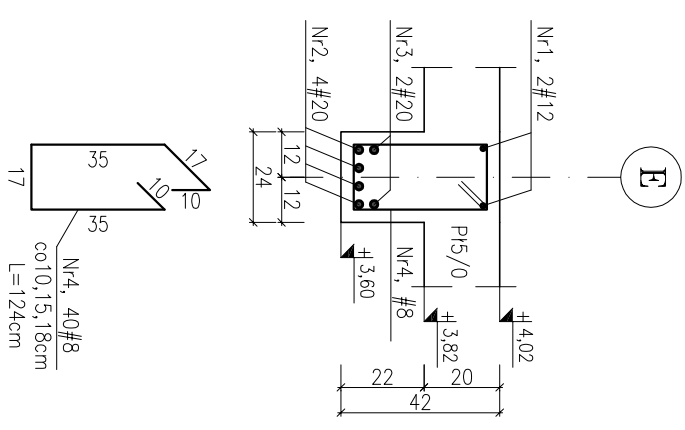 E
Nr1, 2#12
Nr3, 2#20
Nr2, 4#20
Pł5/0
Nr4, #8
+4,02
+3,82
+3,60
12
12
24
20
22
42
17
10
10
35
35
17
Nr4, 40#8
co10,15,18cm
L=124cm